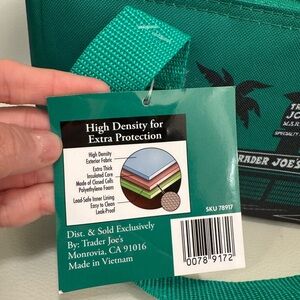 High Density for
Extra Protection
High Density
Exterior Fabric
Extra Thick
Insulated Core
Made of Closed Cells
Polyethylene Foam
Lead-Safe Inner Lining
Easy to Clean
Leak-Proof
SKU 78917
Dist. & Sold Exclusively
By: Trader Joe's
Monrovia, CA 91016
Made in Vietnam
0078 9172
TRADER JOE'S